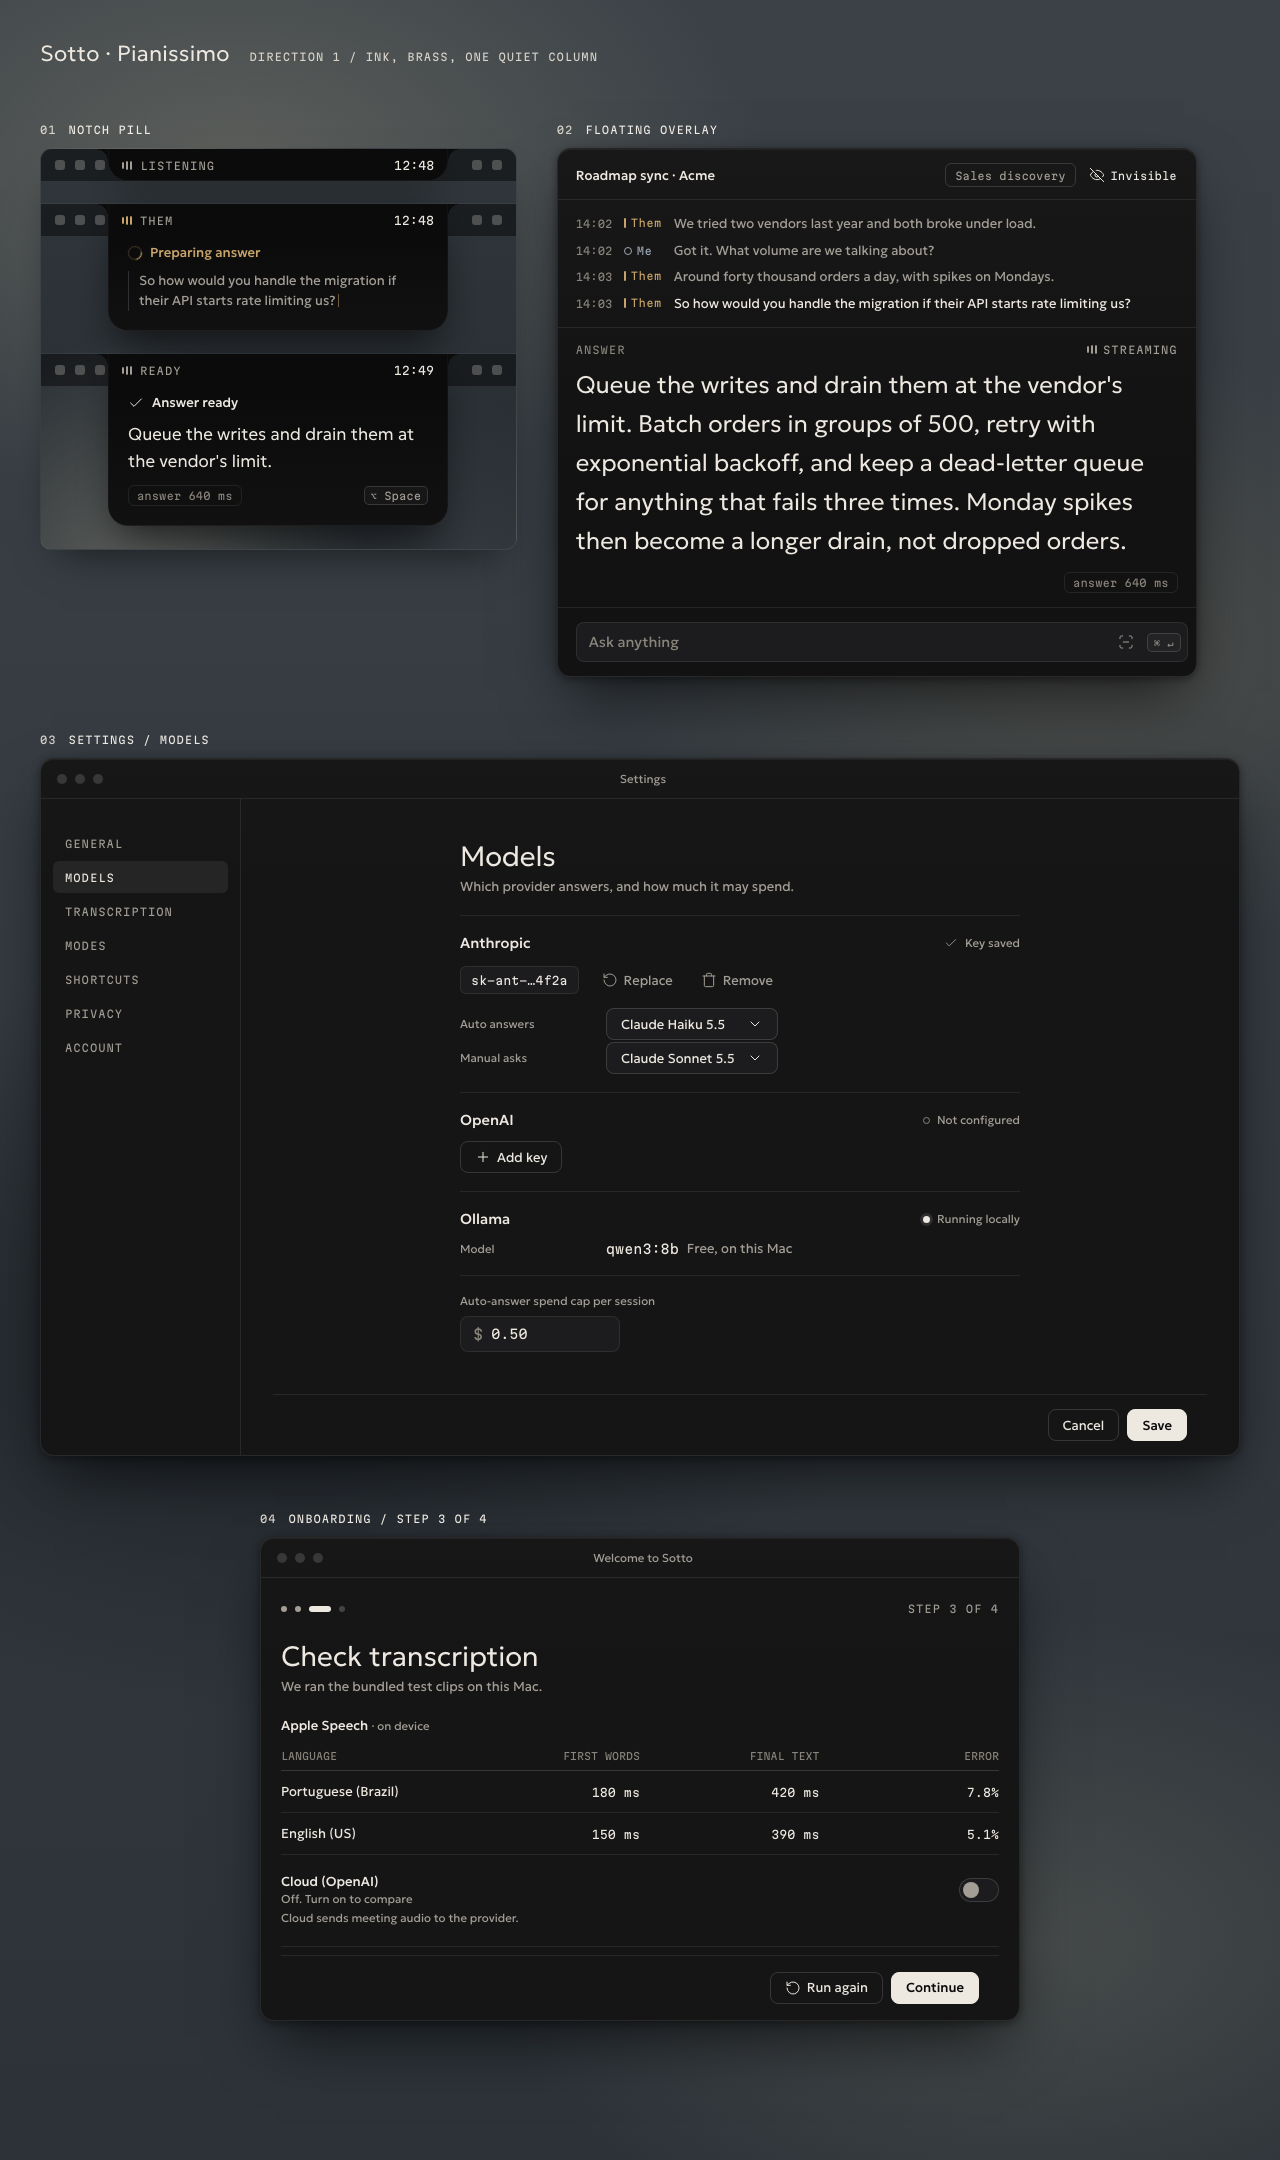 Sotto · Pianissimo DIRECTION 1 / INK, BRASS, ONE QUIET COLUMN
01 NOTCH PILL
LISTENING 12:48
THEM 12:48
Preparing answer
So how would you handle the migration if
their API starts rate limiting us?
READY 12:49
Answer ready
Queue the writes and drain them at
the vendor's limit.
answer 640 ms ⌥ Space
02 FLOATING OVERLAY
Roadmap sync · Acme Sales discovery Invisible
14:02 Them We tried two vendors last year and both broke under load.
14:02 Me Got it. What volume are we talking about?
14:03 Them Around forty thousand orders a day, with spikes on Mondays.
14:03 Them So how would you handle the migration if their API starts rate limiting us?
ANSWER STREAMING
Queue the writes and drain them at the vendor's
limit. Batch orders in groups of 500, retry with
exponential backoff, and keep a dead-letter queue
for anything that fails three times. Monday spikes
then become a longer drain, not dropped orders.
answer 640 ms
Ask anything ⌘ ↵
03 SETTINGS / MODELS
Settings
GENERAL
MODELS
TRANSCRIPTION
MODES
SHORTCUTS
PRIVACY
ACCOUNT
Models
Which provider answers, and how much it may spend.
Anthropic Key saved
sk-ant-…4f2a Replace Remove
Auto answers Claude Haiku 5.5
Manual asks Claude Sonnet 5.5
OpenAI Not configured
Add key
Ollama Running locally
Model qwen3:8b Free, on this Mac
Auto-answer spend cap per session
$ 0.50
Cancel Save
04 ONBOARDING / STEP 3 OF 4
Welcome to Sotto
STEP 3 OF 4
Check transcription
We ran the bundled test clips on this Mac.
Apple Speech · on device
LANGUAGE FIRST WORDS FINAL TEXT ERROR
Portuguese (Brazil) 180 ms 420 ms 7.8%
English (US) 150 ms 390 ms 5.1%
Cloud (OpenAI)
Off. Turn on to compare
Cloud sends meeting audio to the provider.
Run again Continue